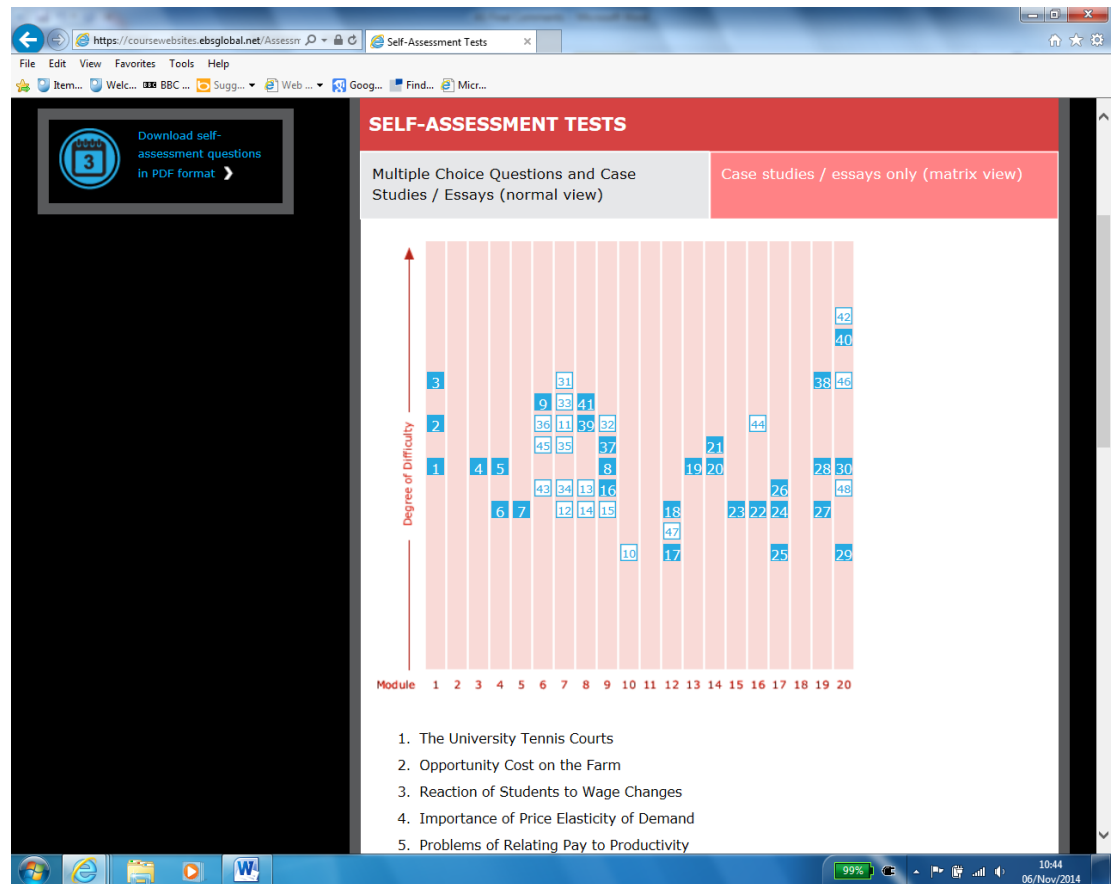 https://coursewebsites.ebsglobal.net/Assessm
Self-Assessment Tests
File Edit View Favorites Tools Help
Item... Welc... BBC ... Sugg... Web ... Goog... Find... Micr...
Download self-
assessment questions
in PDF format
3
SELF-ASSESSMENT TESTS
Multiple Choice Questions and Case
Studies / Essays (normal view)
Case studies / essays only (matrix view)
Degree of Difficulty
42
40
3 31 38 46
9 33 41
2 36 11 39 32 44
45 35 37 21
1 4 5 8 19 20 28 30
43 34 13 16 26 48
6 7 12 14 15 18 23 22 24 27
47
10 17 25 29
Module 1 2 3 4 5 6 7 8 9 10 11 12 13 14 15 16 17 18 19 20
1. The University Tennis Courts
2. Opportunity Cost on the Farm
3. Reaction of Students to Wage Changes
4. Importance of Price Elasticity of Demand
5. Problems of Relating Pay to Productivity
99%
10:44
06/Nov/2014